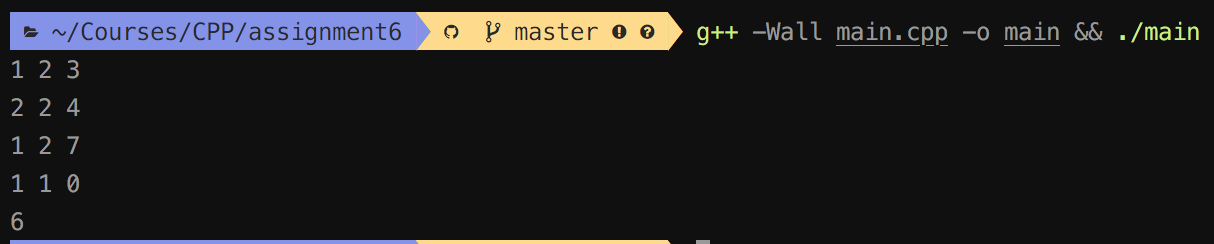 ~/Courses/CPP/assignment6 master g++ -Wall main.cpp -o main && ./main
1 2 3
2 2 4
1 2 7
1 1 0
6